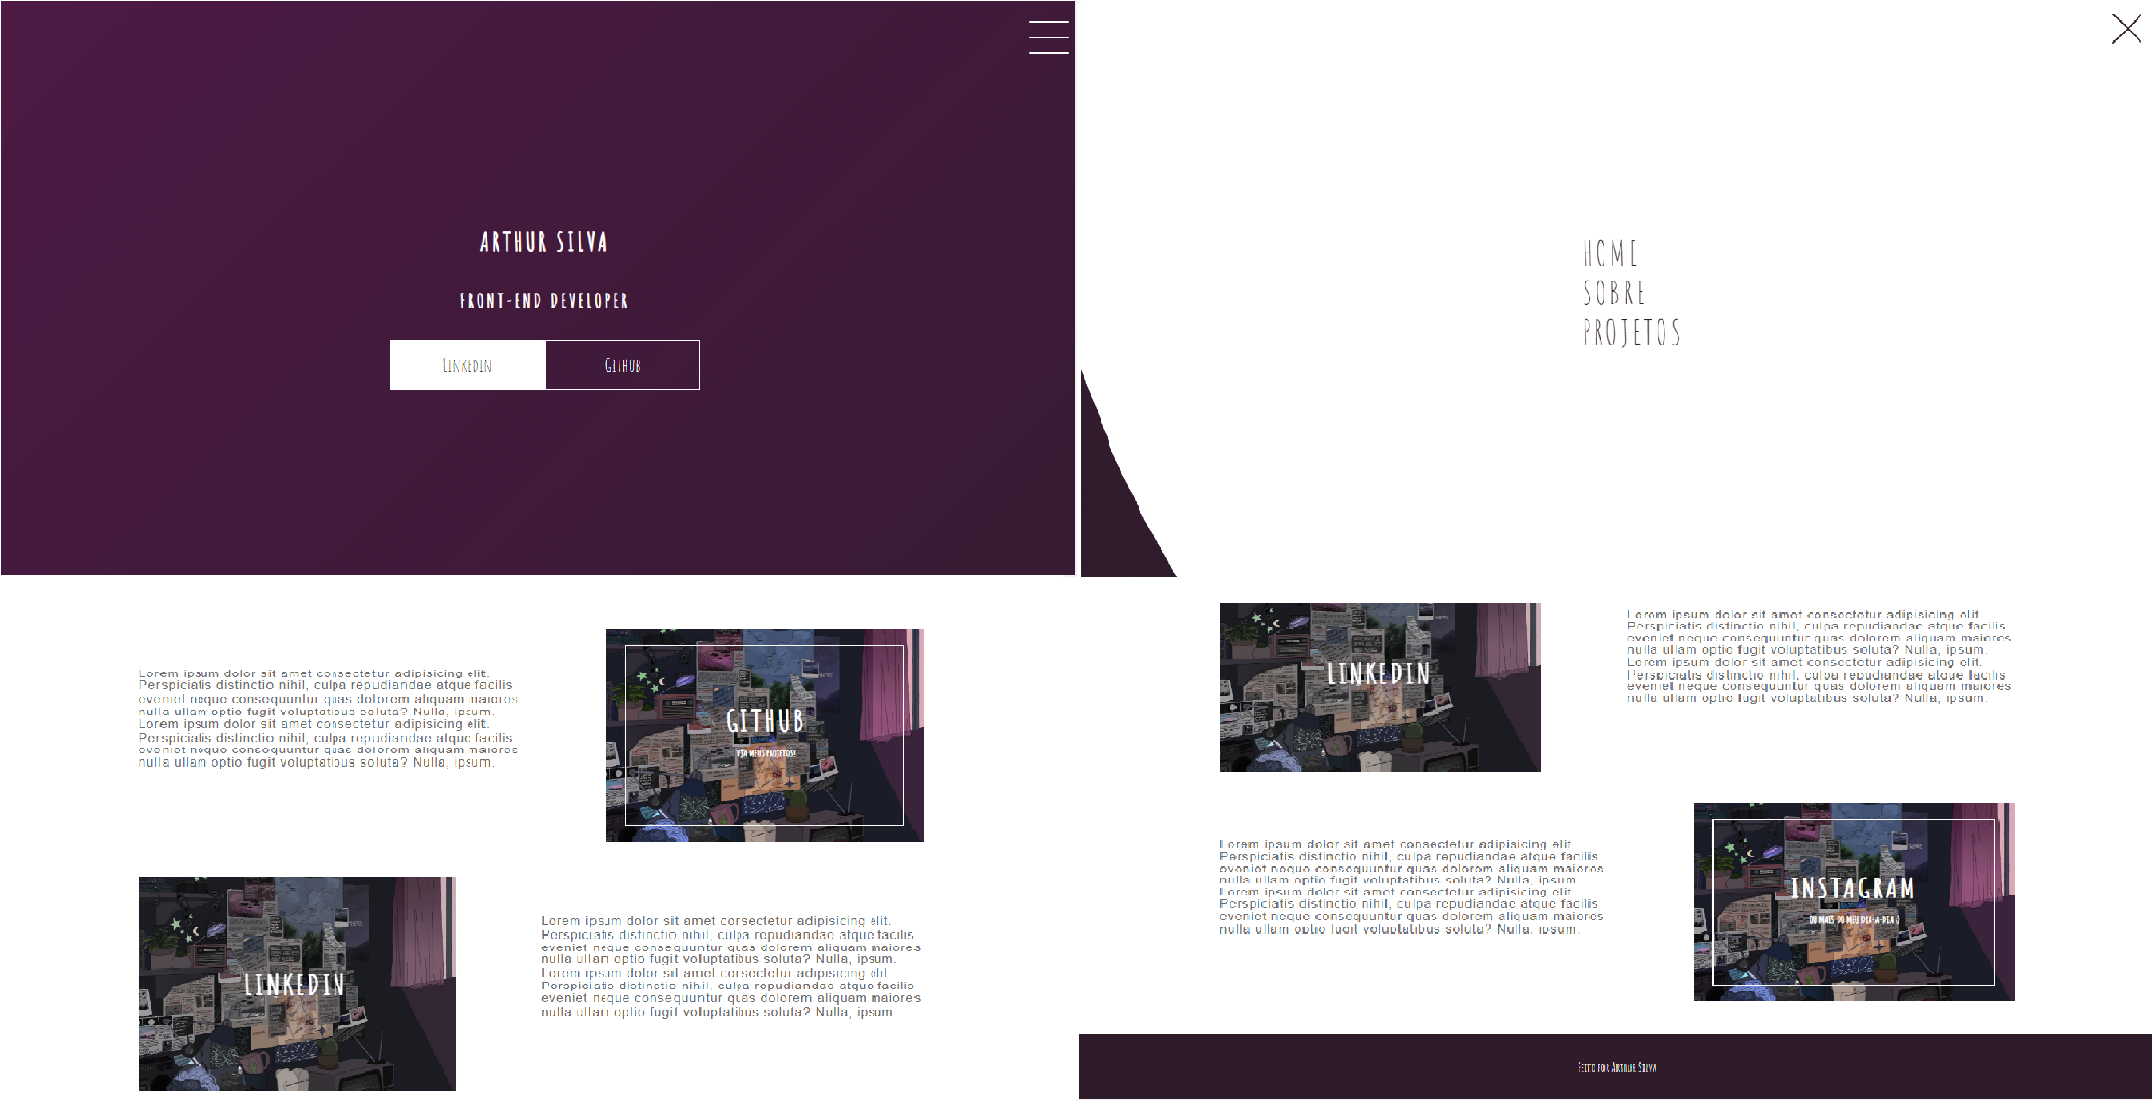 ARTHUR SILVA
FRONT-END DEVELOPER
LINKEDIN
GITHUB
HOME
SOBRE
PROJETOS
Lorem ipsum dolor sit amet consectetur adipisicing elit.
Perspiciatis distinctio nihil, culpa repudiandae atque facilis
eveniet neque consequuntur quas dolorem aliquam maiores
nulla ullam optio fugit voluptatibus soluta? Nulla, ipsum.
Lorem ipsum dolor sit amet consectetur adipisicing elit.
Perspiciatis distinctio nihil, culpa repudiandae atque facilis
eveniet neque consequuntur quas dolorem aliquam maiores
nulla ullam optio fugit voluptatibus soluta? Nulla, ipsum.
GITHUB
VEJA MEUS PROJETOS!
LINKEDIN
Lorem ipsum dolor sit amet consectetur adipisicing elit.
Perspiciatis distinctio nihil, culpa repudiandae atque facilis
eveniet neque consequuntur quas dolorem aliquam maiores
nulla ullam optio fugit voluptatibus soluta? Nulla, ipsum.
Lorem ipsum dolor sit amet consectetur adipisicing elit.
Perspiciatis distinctio nihil, culpa repudiandae atque facilis
eveniet neque consequuntur quas dolorem aliquam maiores
nulla ullam optio fugit voluptatibus soluta? Nulla, ipsum.
LINKEDIN
Lorem ipsum dolor sit amet consectetur adipisicing elit.
Perspiciatis distinctio nihil, culpa repudiandae atque facilis
eveniet neque consequuntur quas dolorem aliquam maiores
nulla ullam optio fugit voluptatibus soluta? Nulla, ipsum.
Lorem ipsum dolor sit amet consectetur adipisicing elit.
Perspiciatis distinctio nihil, culpa repudiandae atque facilis
eveniet neque consequuntur quas dolorem aliquam maiores
nulla ullam optio fugit voluptatibus soluta? Nulla, ipsum.
Lorem ipsum dolor sit amet consectetur adipisicing elit.
Perspiciatis distinctio nihil, culpa repudiandae atque facilis
eveniet neque consequuntur quas dolorem aliquam maiores
nulla ullam optio fugit voluptatibus soluta? Nulla, ipsum.
Lorem ipsum dolor sit amet consectetur adipisicing elit.
Perspiciatis distinctio nihil, culpa repudiandae atque facilis
eveniet neque consequuntur quas dolorem aliquam maiores
nulla ullam optio fugit voluptatibus soluta? Nulla, ipsum.
INSTAGRAM
MAIS DO MEU DIA-A-DIA :)
FEITO POR ARTHUR SILVA